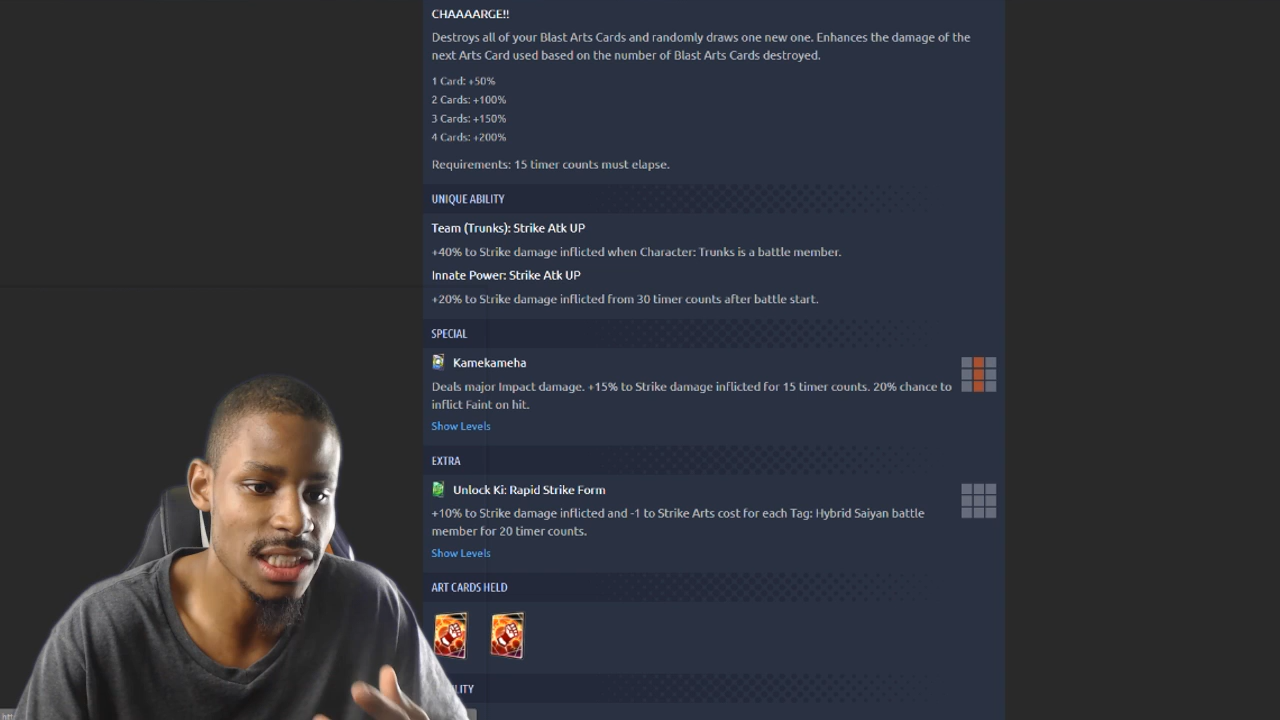 CHAAAARGE!!
Destroys all of your Blast Arts Cards and randomly draws one new one. Enhances the damage of the
next Arts Card used based on the number of Blast Arts Cards destroyed.
1 Card: +50%
2 Cards: +100%
3 Cards: +150%
4 Cards: +200%
Requirements: 15 timer counts must elapse.
UNIQUE ABILITY
Team (Trunks): Strike Atk UP
+40% to Strike damage inflicted when Character: Trunks is a battle member.
Innate Power: Strike Atk UP
+20% to Strike damage inflicted from 30 timer counts after battle start.
SPECIAL
Kamekameha
Deals major Impact damage. +15% to Strike damage inflicted for 15 timer counts. 20% chance to
inflict Faint on hit.
Show Levels
EXTRA
Unlock Ki: Rapid Strike Form
+10% to Strike damage inflicted and -1 to Strike Arts cost for each Tag: Hybrid Saiyan battle
member for 20 timer counts.
Show Levels
ART CARDS HELD